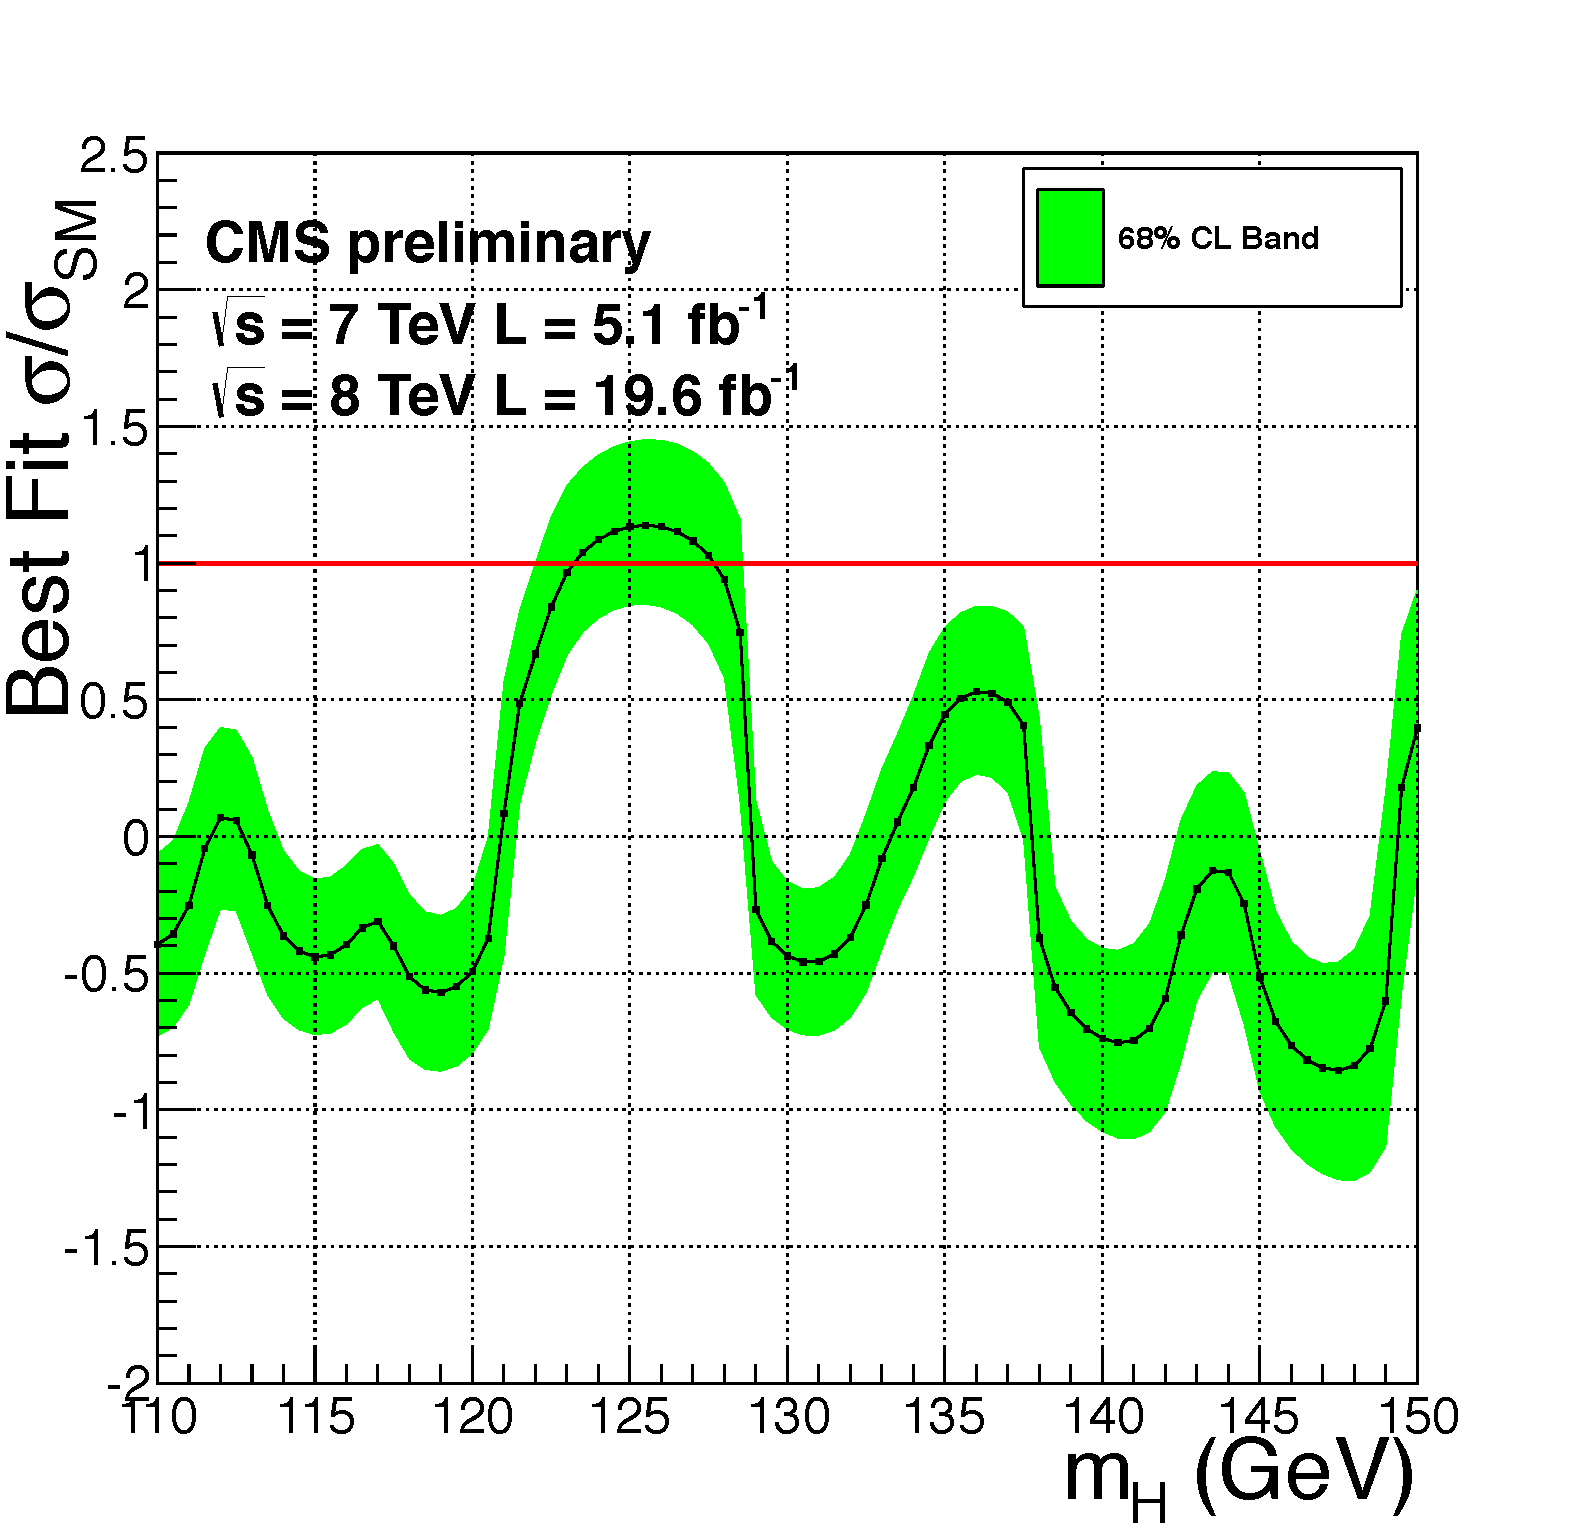 Best Fit σ/σSM
2.5
2
1.5
1
0.5
0
-0.5
-1
-1.5
-2
CMS preliminary
√s = 7 TeV L = 5.1 fb-1
√s = 8 TeV L = 19.6 fb-1
68% CL Band
110 115 120 125 130 135 140 145 150
mH (GeV)